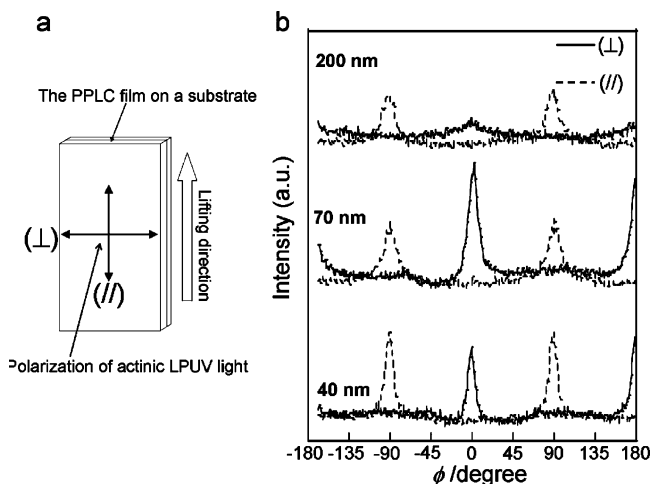 a
The PPLC film on a substrate
(⊥)
(//)
Lifting direction
Polarization of actinic LPUV light
b
(⊥)
(//)
200 nm
70 nm
40 nm
Intensity (a.u.)
-180 -135 -90 -45 0 45 90 135 180
ϕ /degree